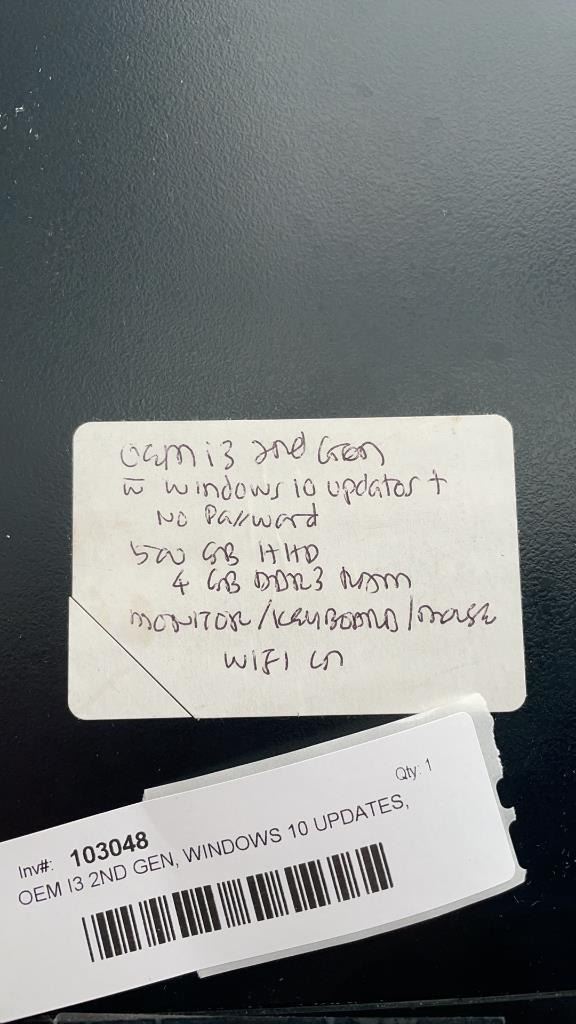 OEM i3 2nd Gen
w̅ Windows 10 updates +
No Password
500 GB HHD
4 GB DDR3 RAM
MONITOR/KEYBOARD/MOUSE
WIFI
Qty: 1
Inv#: 103048
OEM I3 2ND GEN, WINDOWS 10 UPDATES,